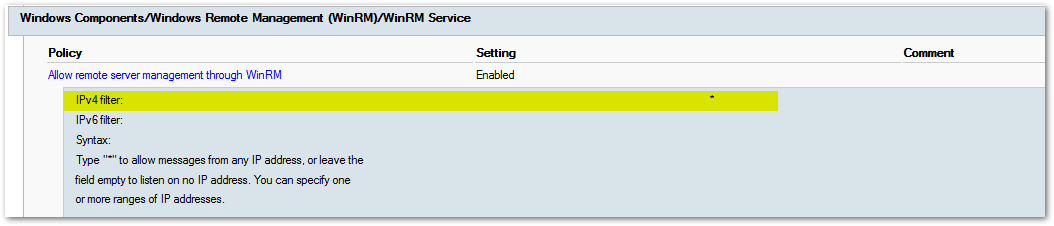 Windows Components/Windows Remote Management (WinRM)/WinRM Service
Policy Setting Comment
Allow remote server management through WinRM Enabled
IPv4 filter: *
IPv6 filter:
Syntax:
Type "*" to allow messages from any IP address, or leave the
field empty to listen on no IP address. You can specify one
or more ranges of IP addresses.